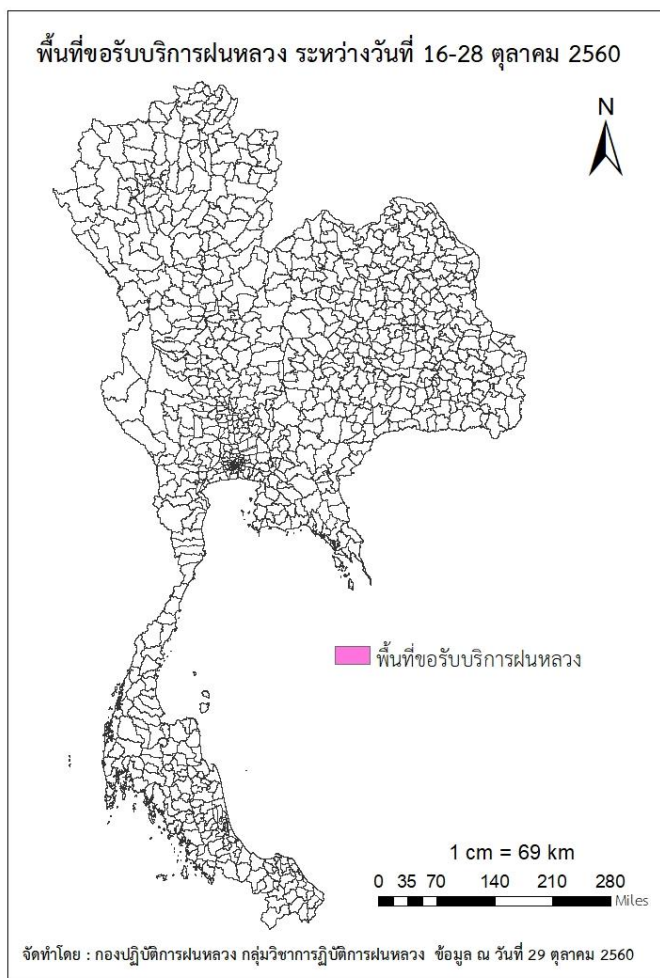 พื้นที่ขอรับบริการฝนหลวง ระหว่างวันที่ 16-28 ตุลาคม 2560
N
พื้นที่ขอรับบริการฝนหลวง
1 cm = 69 km
0 35 70 140 210 280
Miles
จัดทำโดย : กองปฏิบัติการฝนหลวง กลุ่มวิชาการฏิบัติการฝนหลวง ข้อมูล ณ วันที่ 29 ตุลาคม 2560